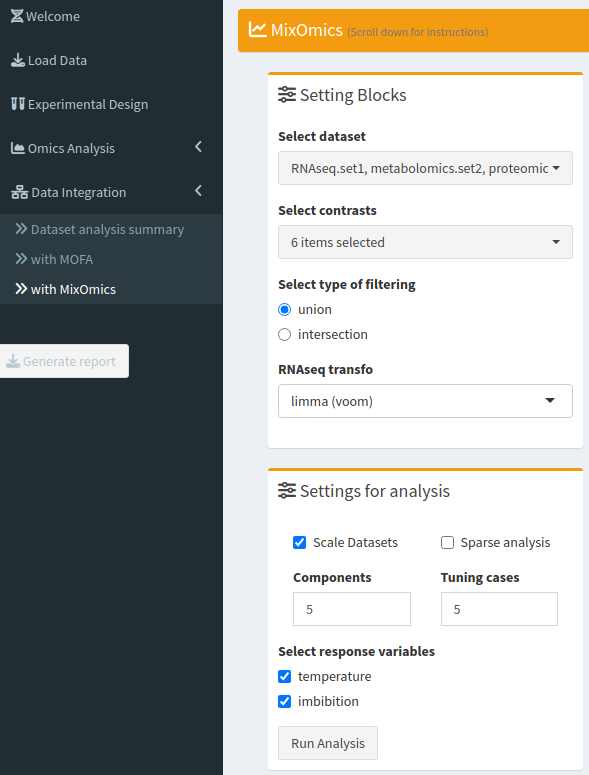 Welcome
Load Data
Experimental Design
Omics Analysis
Data Integration
Dataset analysis summary
with MOFA
with MixOmics
Generate report
MixOmics (Scroll down for instructions)
Setting Blocks
Select dataset
RNAseq.set1, metabolomics.set2, proteomic
Select contrasts
6 items selected
Select type of filtering
union
intersection
RNAseq transfo
limma (voom)
Settings for analysis
Scale Datasets Sparse analysis
Components Tuning cases
5 5
Select response variables
temperature
imbibition
Run Analysis